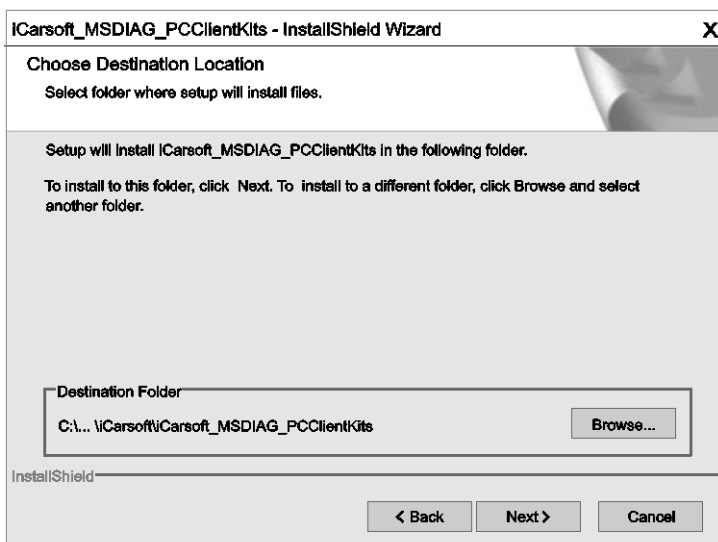 iCarsoft_MSDIAG_PCClientKits - InstallShield Wizard X
Choose Destination Location
Select folder where setup will install files.
Setup will install iCarsoft_MSDIAG_PCClientKits in the following folder.
To install to this folder, click Next. To install to a different folder, click Browse and select
another folder.
Destination Folder
C:\... \iCarsoft\iCarsoft_MSDIAG_PCClientKits
Browse...
InstallShield
< Back Next > Cancel